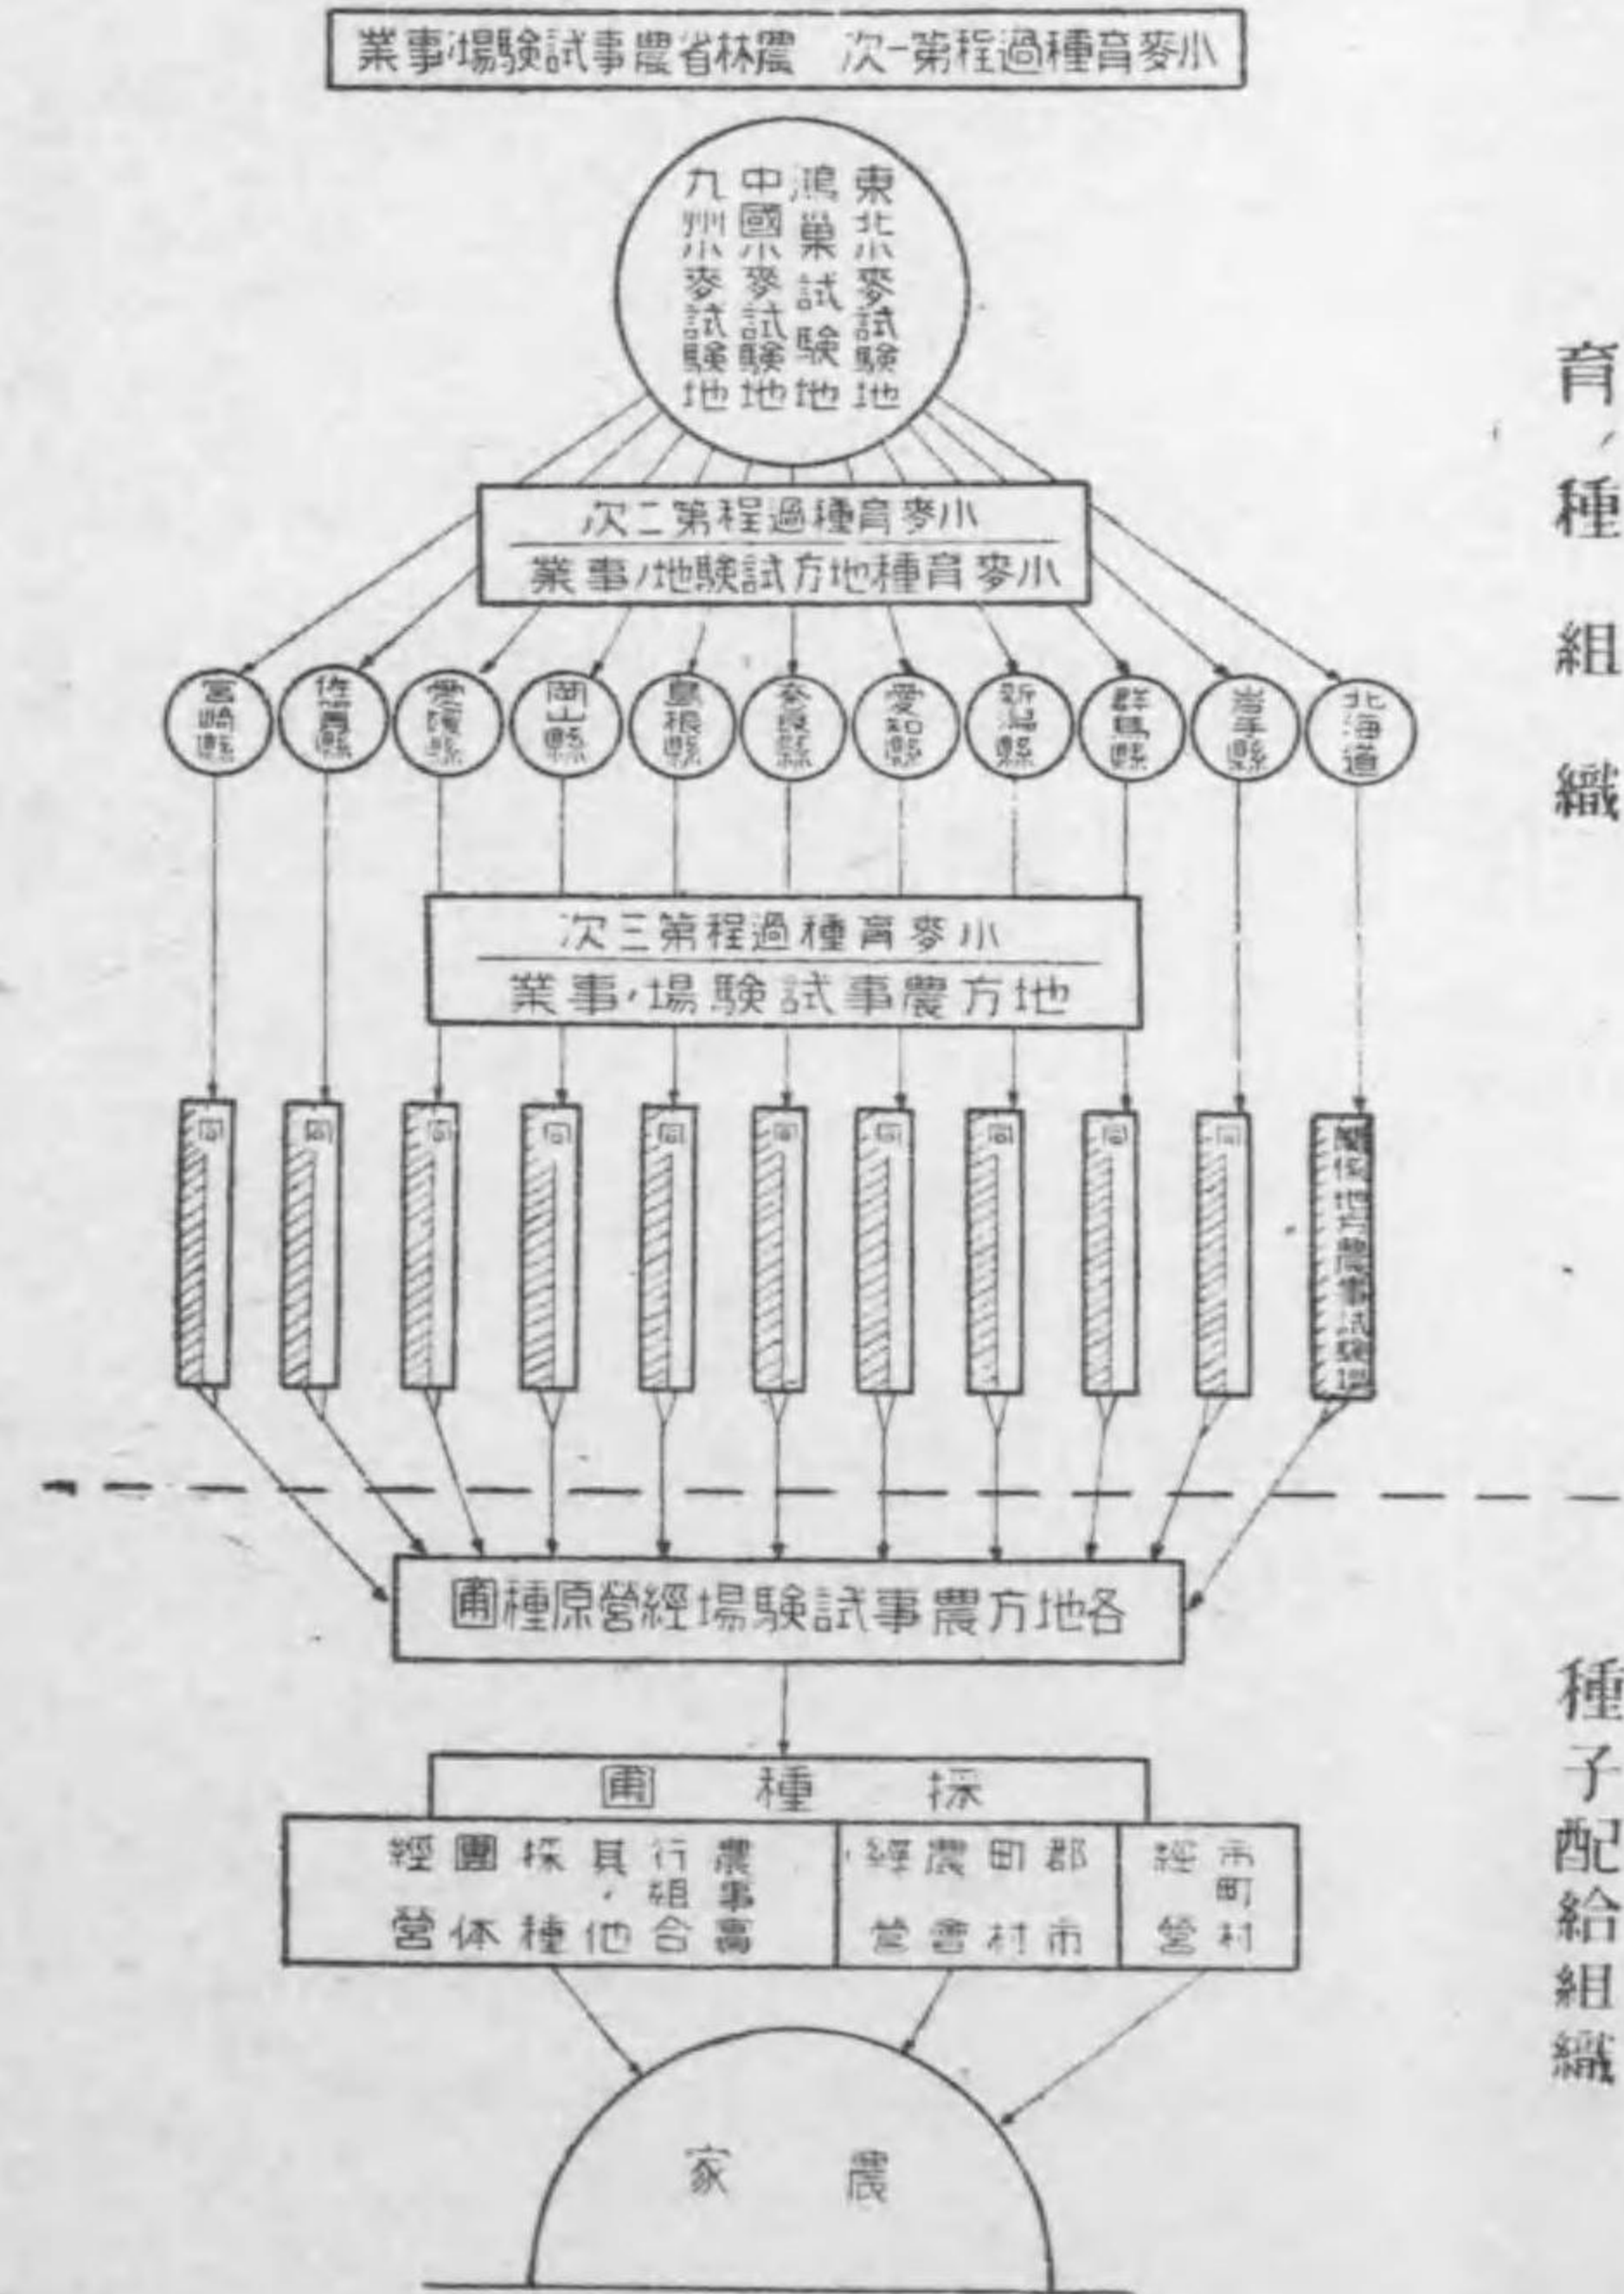 小麥育種過程第一次 農林省農事試驗場ノ事業
東北小麥試驗地
鴻巢試驗地
中國小麥試驗地
九州小麥試驗地
育種組織
小麥育種過程第二次
小麥育種地方試驗地ノ事業
北海道
岩手縣
群馬縣
新潟縣
愛知縣
奈良縣
島根縣
岡山縣
愛媛縣
佐賀縣
宮崎縣
小麥育種過程第三次
地方農事試驗場ノ事業
關係地方農事試驗場
同
同
同
同
同
同
同
同
同
同
種子配給組織
各地方農事試驗場經營原種圃
採種圃
市町村
經營
郡市
町村
農會
經營
農事實
行組合
其ノ他
採種
團体
經營
農家